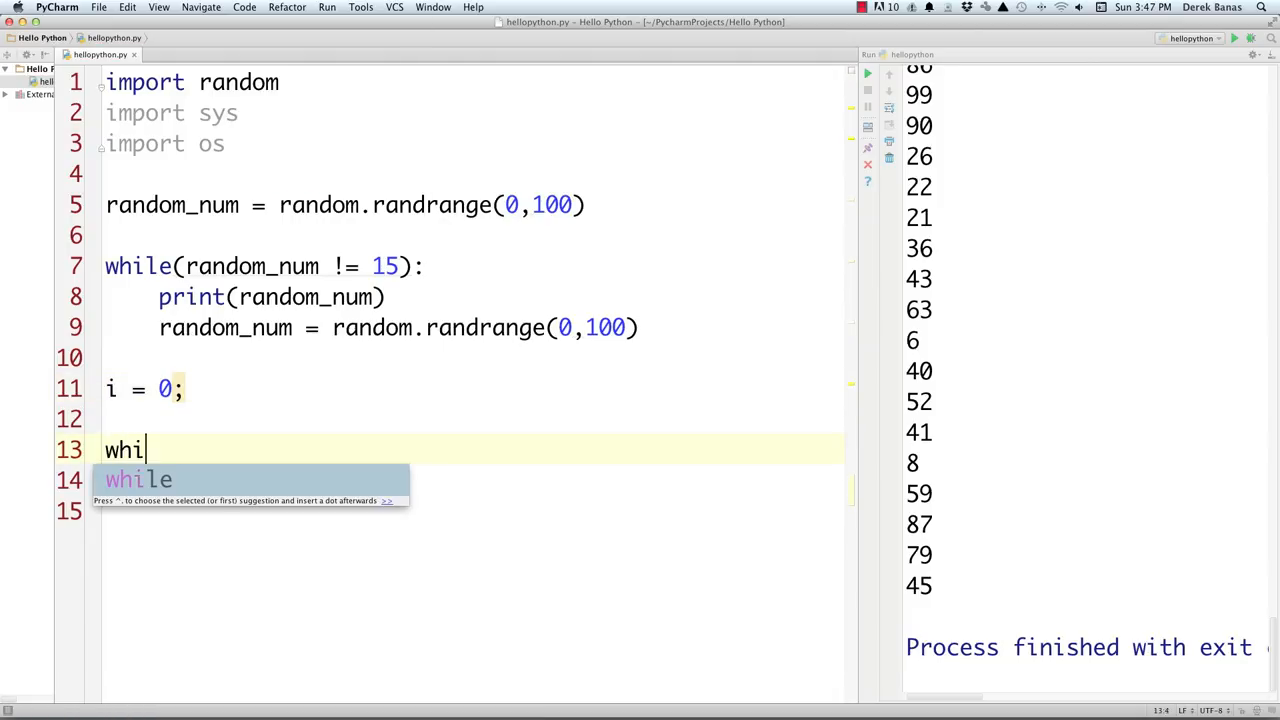 PyCharm File Edit View Navigate Code Refactor Run Tools VCS Window Help 10 Sun 3:47 PM Derek Banas
hellopython.py – Hello Python – [~/PycharmProjects/Hello Python]
Hello Python hellopython.py hellopython
hellopython.py Run hellopython
Hello P
hell
Externa
1 import random
2 import sys
3 import os
4
5 random_num = random.randrange(0,100)
6
7 while(random_num != 15):
8 print(random_num)
9 random_num = random.randrange(0,100)
10
11 i = 0;
12
13 whi
14 while
Press ^. to choose the selected (or first) suggestion and insert a dot afterwards >>
15
86
99
90
26
22
21
36
43
63
6
40
52
41
8
59
87
79
45
Process finished with exit
13:4 LF UTF-8